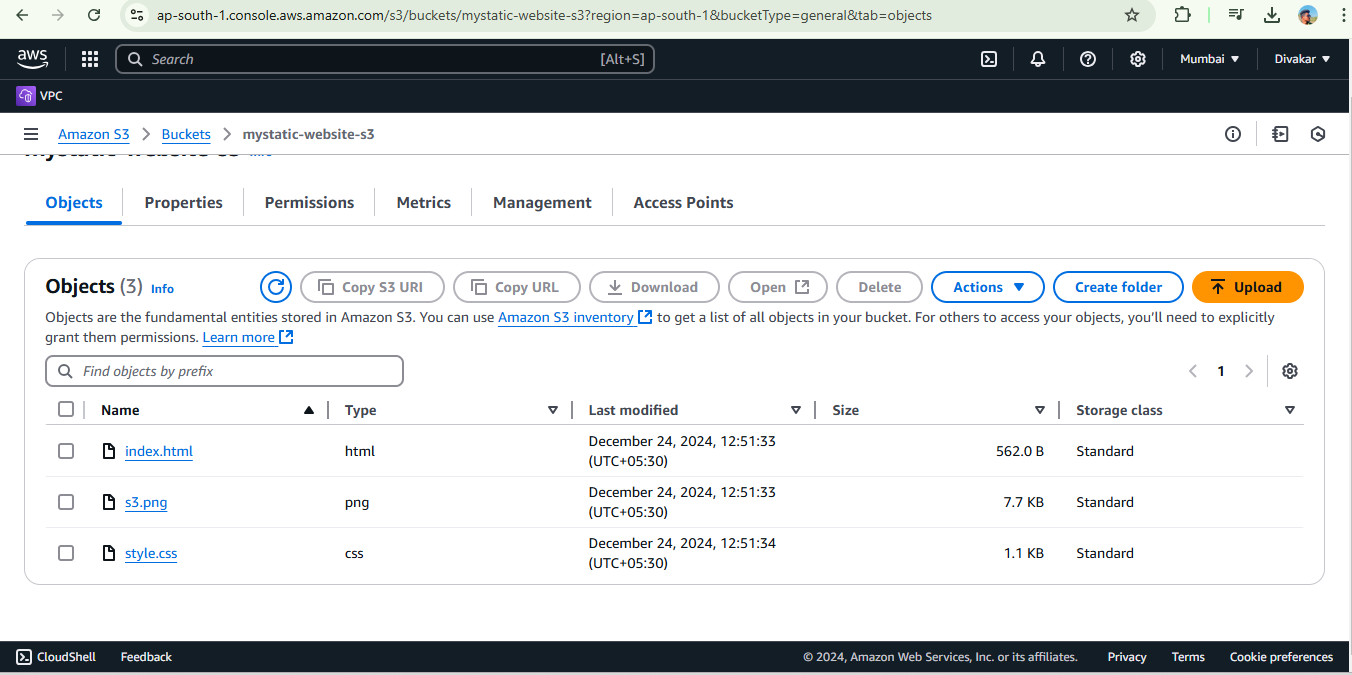 ap-south-1.console.aws.amazon.com/s3/buckets/mystatic-website-s3?region=ap-south-1&bucketType=general&tab=objects
aws
Search [Alt+S]
Mumbai Divakar
VPC
Amazon S3 Buckets mystatic-website-s3
mystatic-website-s3 Info
Objects Properties Permissions Metrics Management Access Points
Objects (3) Info Copy S3 URI Copy URL Download Open Delete Actions Create folder Upload
Objects are the fundamental entities stored in Amazon S3. You can use Amazon S3 inventory to get a list of all objects in your bucket. For others to access your objects, you’ll need to explicitly
grant them permissions. Learn more
Find objects by prefix 1
Name Type Last modified Size Storage class
index.html html December 24, 2024, 12:51:33 (UTC+05:30) 562.0 B Standard
s3.png png December 24, 2024, 12:51:33 (UTC+05:30) 7.7 KB Standard
style.css css December 24, 2024, 12:51:34 (UTC+05:30) 1.1 KB Standard
CloudShell Feedback © 2024, Amazon Web Services, Inc. or its affiliates. Privacy Terms Cookie preferences